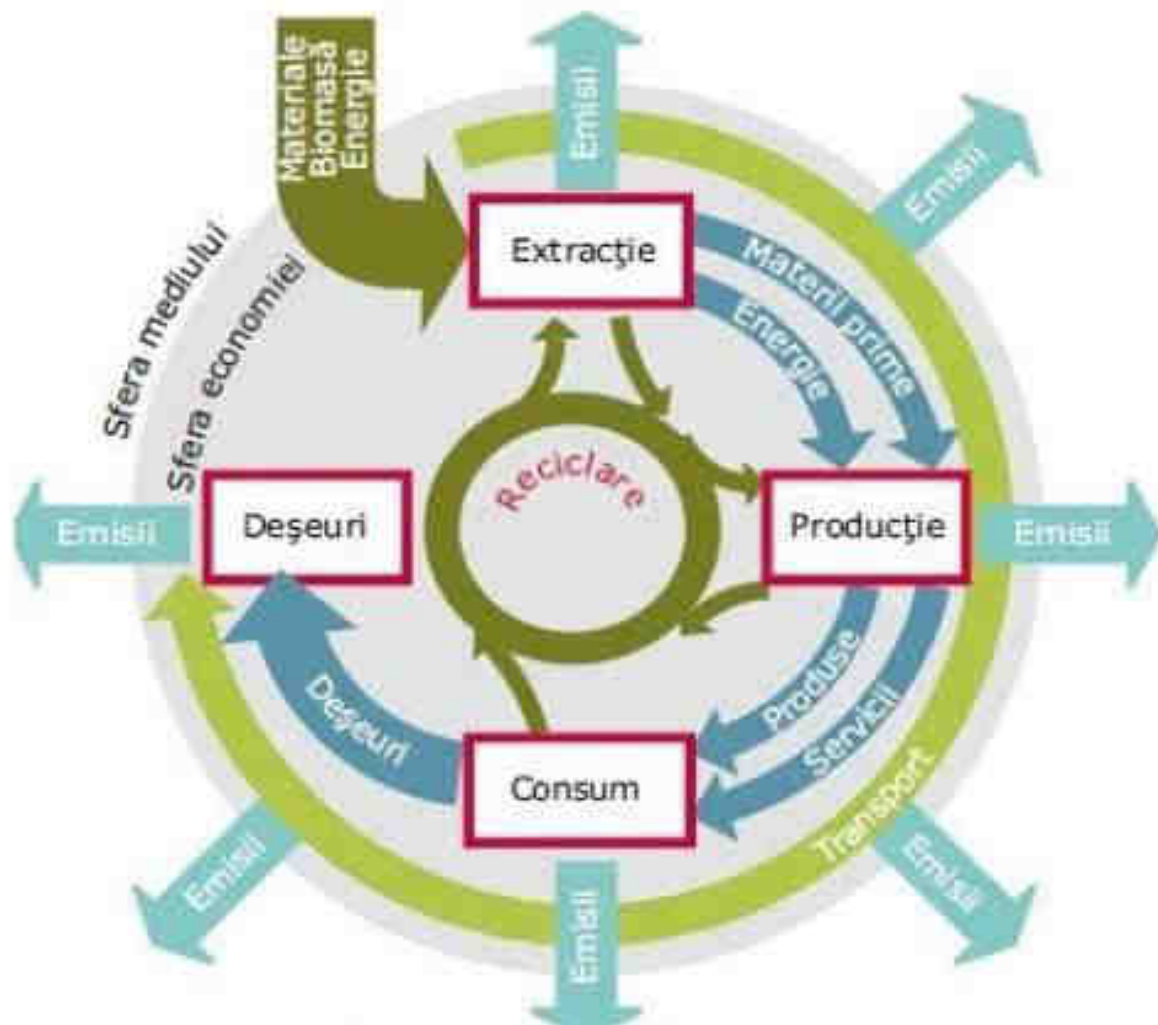 Materiale
Biomasă
Energie
Emisii
Emisii
Extracţie
Materii prime
Energie
Sfera mediului
Sfera economiei
Reciclare
Deşeuri
Producţie
Emisii
Emisii
Deşeuri
Produse
Servicii
Consum
Transport
Emisii
Emisii
Emisii